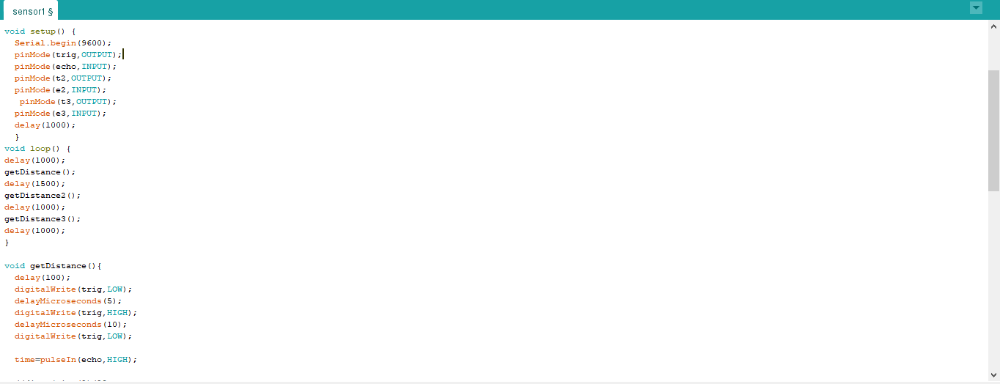 sensor1 §
void setup() {
  Serial.begin(9600);
  pinMode(trig,OUTPUT);
  pinMode(echo,INPUT);
  pinMode(t2,OUTPUT);
  pinMode(e2,INPUT);
   pinMode(t3,OUTPUT);
  pinMode(e3,INPUT);
  delay(1000);
  }
void loop() {
delay(1000);
getDistance();
delay(1500);
getDistance2();
delay(1000);
getDistance3();
delay(1000);
}
void getDistance(){
  delay(100);
  digitalWrite(trig,LOW);
  delayMicroseconds(5);
  digitalWrite(trig,HIGH);
  delayMicroseconds(10);
  digitalWrite(trig,LOW);
  time=pulseIn(echo,HIGH);